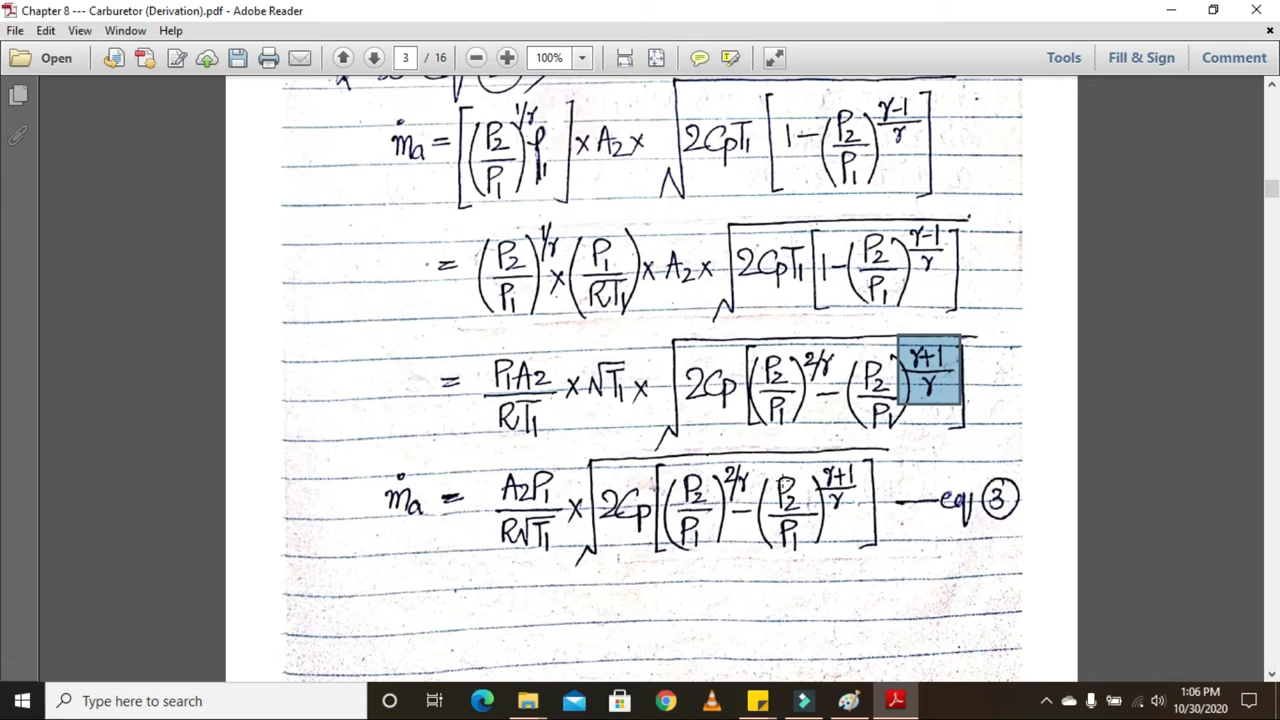 Chapter 8 --- Carburetor (Derivation).pdf - Adobe Reader
File Edit View Window Help
Open 3 / 16 100% Tools Fill & Sign Comment
ṁa = [(P2/P1)^1/γ ρ1] × A2 × √2CpT1 [1-(P2/P1)^γ-1/γ]
= (P2/P1)^1/γ × (P1/RT1) × A2 × √2CpT1 [1-(P2/P1)^γ-1/γ]
= P1A2/RT1 × √T1 × √2Cp [(P2/P1)^2/γ - (P2/P1)^γ+1/γ]
ṁa = A2P1/R√T1 × √2Cp [(P2/P1)^2/γ - (P2/P1)^γ+1/γ] — eq 3
Type here to search
1:06 PM
10/30/2020